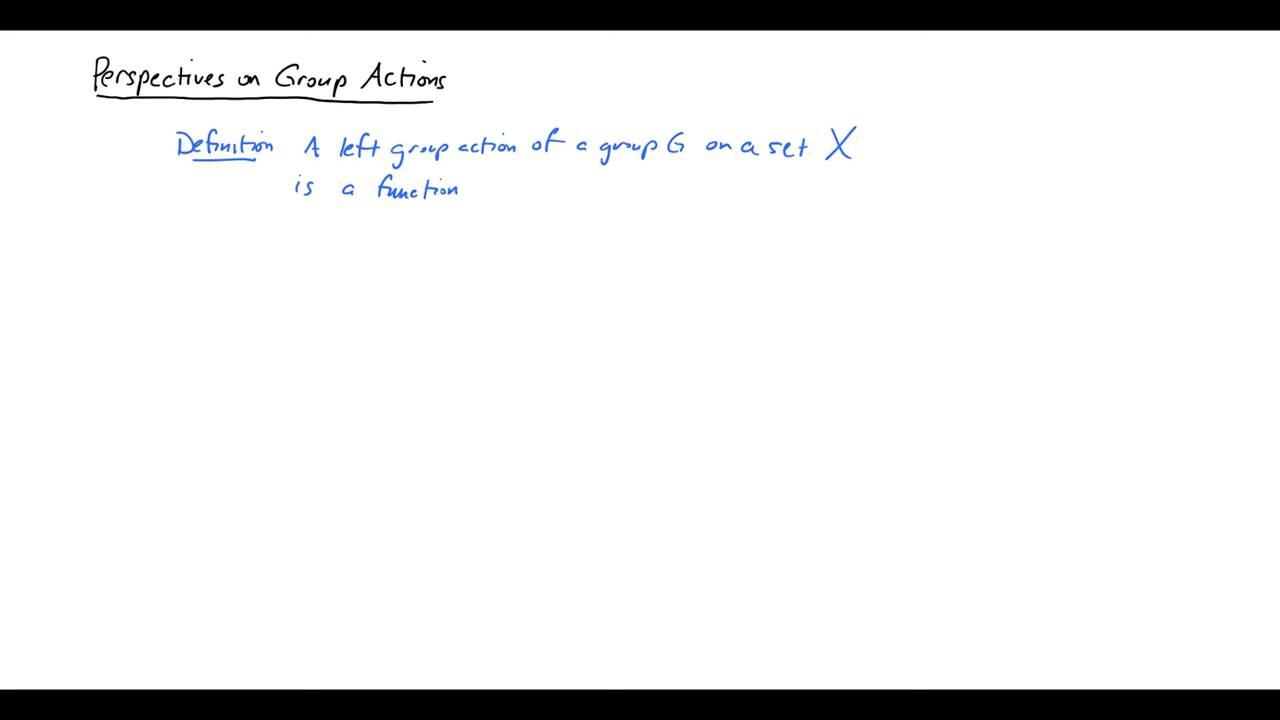 Perspectives on Group Actions
Definition A left group action of a group G on a set X
is a function